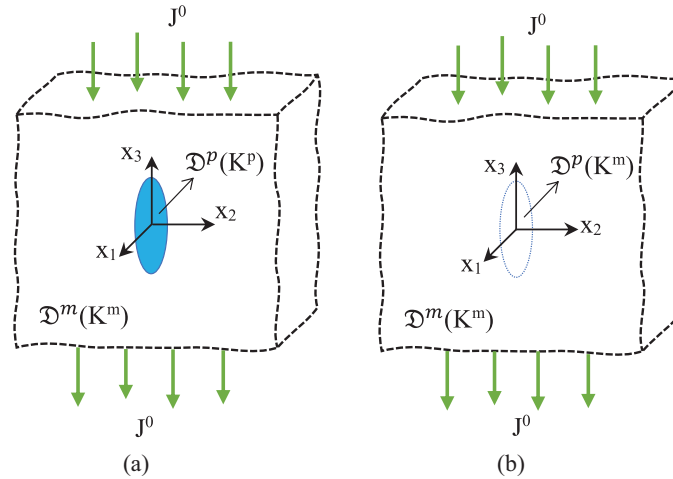 J⁰ J⁰
x₃ 𝔇ᵖ(Kᵖ) x₃ 𝔇ᵖ(Kᵐ)
x₂ x₂
x₁ x₁
𝔇ᵐ(Kᵐ) 𝔇ᵐ(Kᵐ)
J⁰ J⁰
(a) (b)